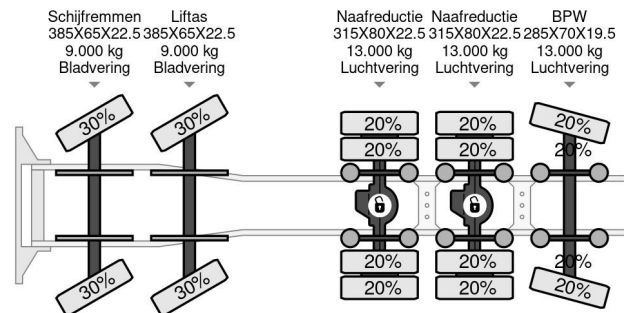 Schijfremmen
385X65X22.5
9.000 kg
Bladvering
Liftas
385X65X22.5
9.000 kg
Bladvering
Naafreductie
315X80X22.5
13.000 kg
Luchtvering
Naafreductie
315X80X22.5
13.000 kg
Luchtvering
BPW
285X70X19.5
13.000 kg
Luchtvering
30%
30%
20%
20%
20%
20%
20%
20%
20%
20%
20%
20%
30%
30%
20%
20%
20%
20%